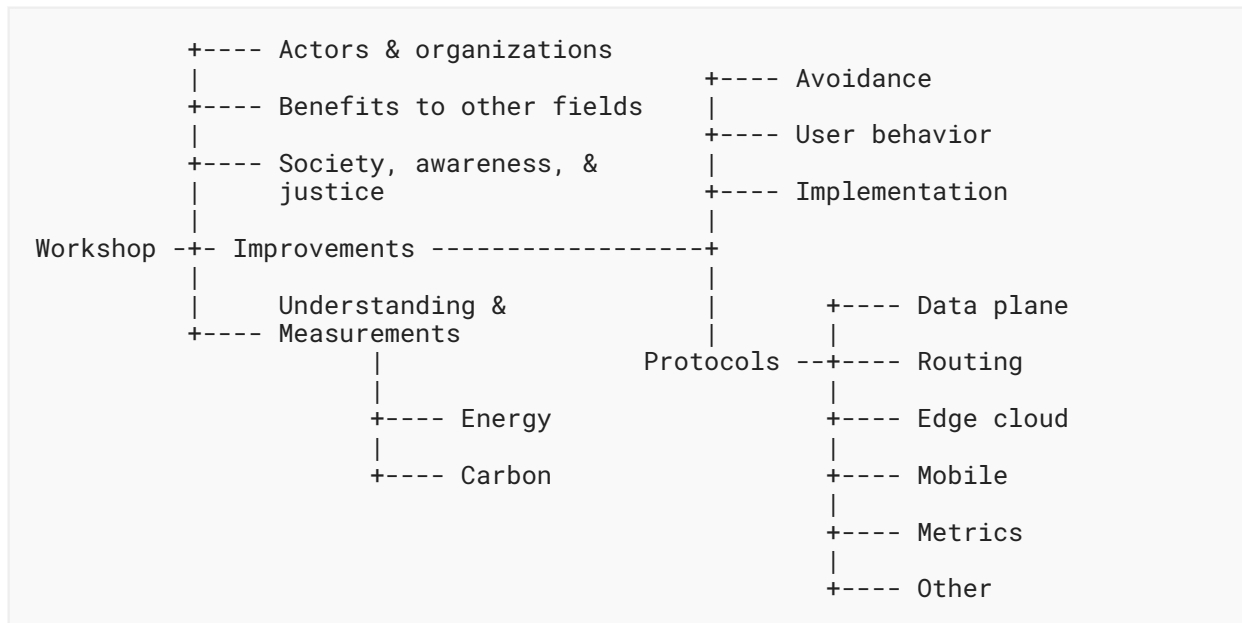 +---- Actors & organizations
| +---- Avoidance
+---- Benefits to other fields |
| +---- User behavior
+---- Society, awareness, & |
| justice +---- Implementation
| |
Workshop -+- Improvements ------------------+
| |
| Understanding & | +---- Data plane
+---- Measurements | |
| Protocols --+---- Routing
| |
+---- Energy +---- Edge cloud
| |
+---- Carbon +---- Mobile
|
+---- Metrics
|
+---- Other